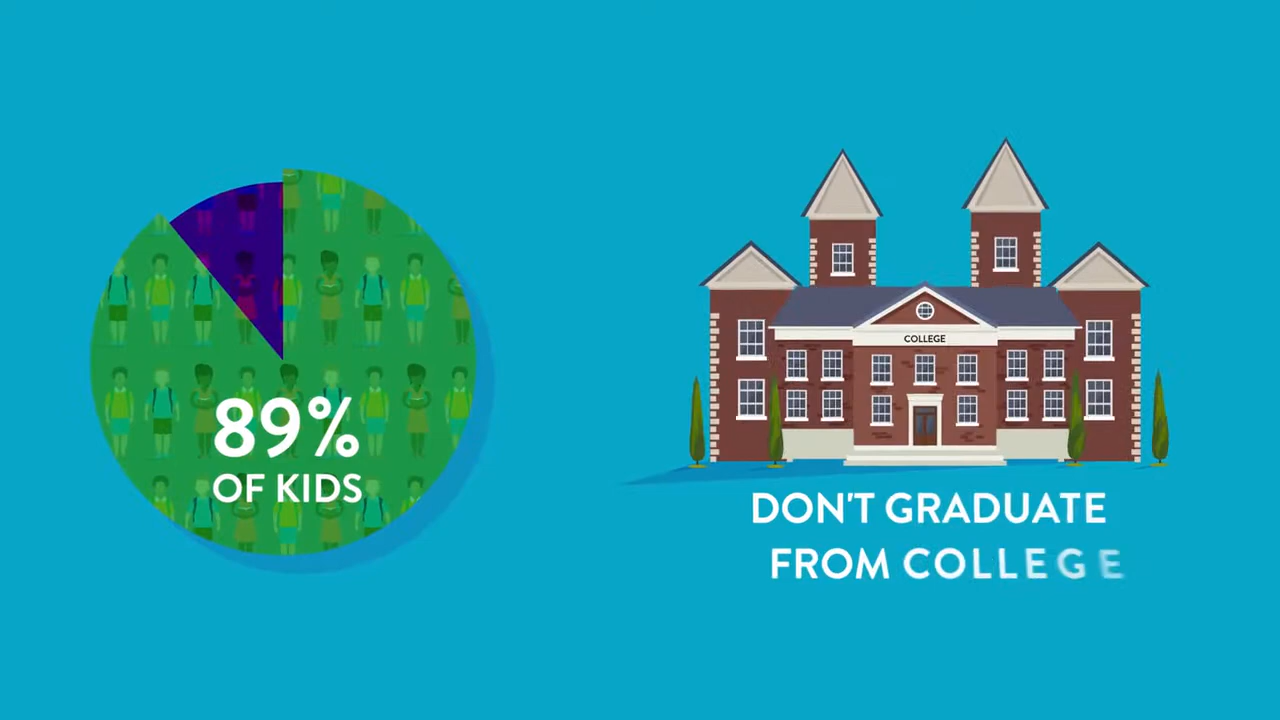 89%
OF KIDS
COLLEGE
DON'T GRADUATE
FROM COLLEGE